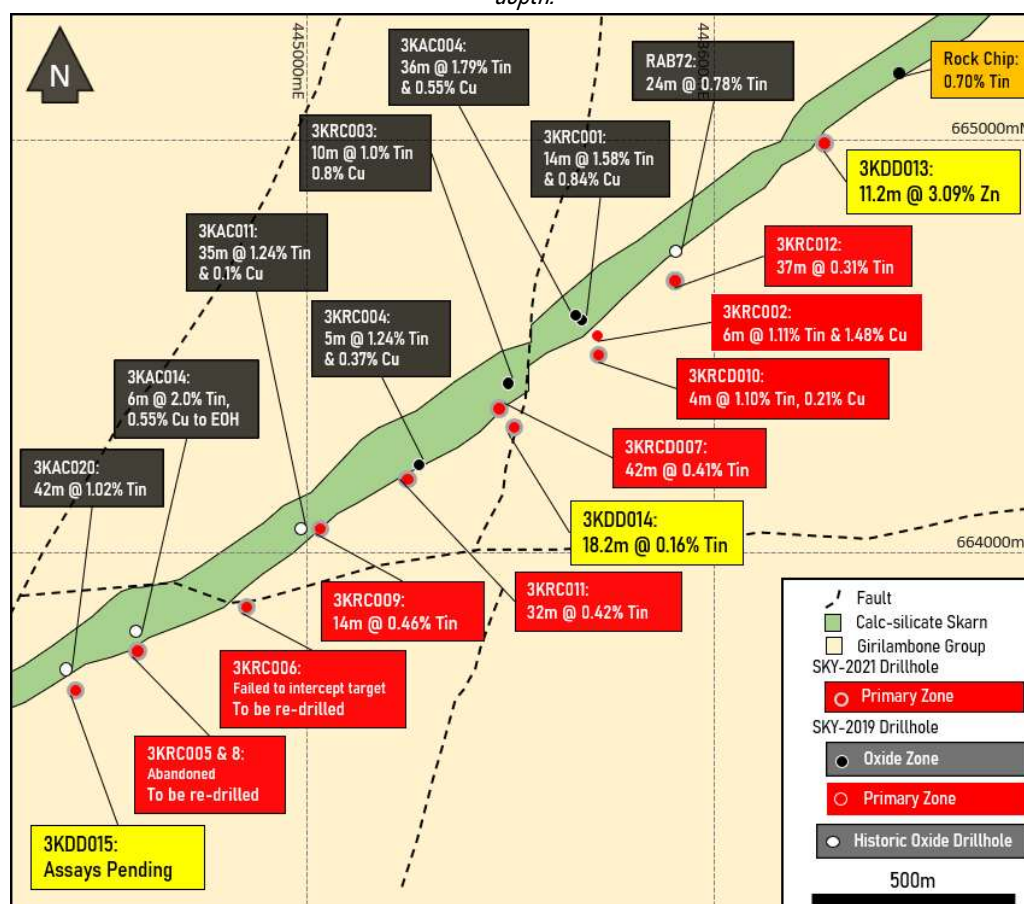 depth.
N
445000mE
3KAC004:
36m @ 1.79% Tin
& 0.55% Cu
RAB72:
24m @ 0.78% Tin
Rock Chip:
0.70% Tin
665000mN
3KRC003:
10m @ 1.0% Tin
0.8% Cu
3KRC001:
14m @ 1.58% Tin
& 0.84% Cu
3KDD013:
11.2m @ 3.09% Zn
3KAC011:
35m @ 1.24% Tin
& 0.1% Cu
3KRC012:
37m @ 0.31% Tin
3KRC004:
5m @ 1.24% Tin
& 0.37% Cu
3KRC002:
6m @ 1.11% Tin & 1.48% Cu
3KAC014:
6m @ 2.0% Tin,
0.55% Cu to EOH
3KRCD010:
4m @ 1.10% Tin, 0.21% Cu
3KAC020:
42m @ 1.02% Tin
3KRCD007:
42m @ 0.41% Tin
3KDD014:
18.2m @ 0.16% Tin
664000m
3KRC009:
14m @ 0.46% Tin
3KRC011:
32m @ 0.42% Tin
3KRC006:
Failed to intercept target
To be re-drilled
3KRC005 & 8:
Abandoned
To be re-drilled
3KDD015:
Assays Pending
Fault
Calc-silicate Skarn
Girilambone Group
SKY-2021 Drillhole
Primary Zone
SKY-2019 Drillhole
Oxide Zone
Primary Zone
Historic Oxide Drillhole
500m